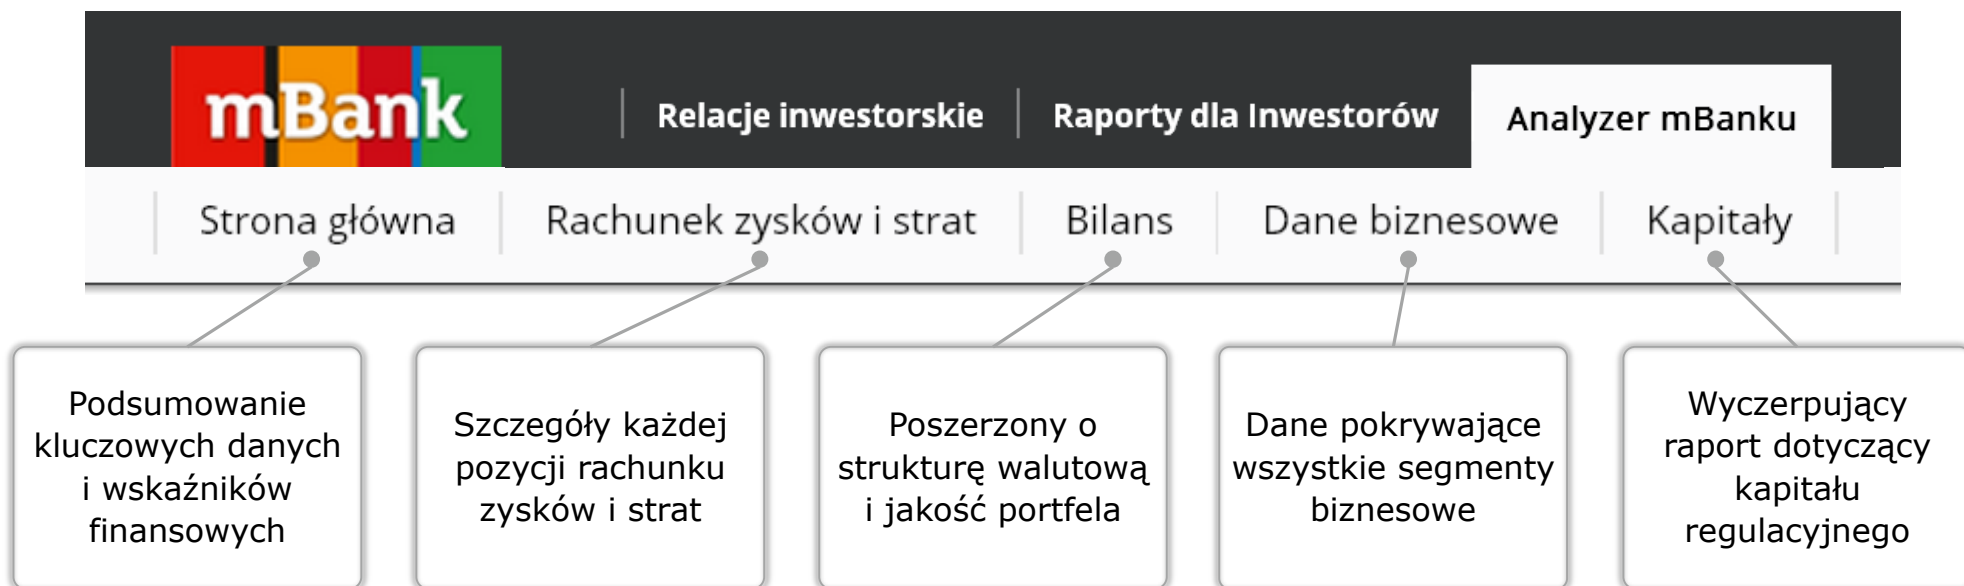 mBank
Relacje inwestorskie
Raporty dla Inwestorów
Analyzer mBanku
Strona główna
Rachunek zysków i strat
Bilans
Dane biznesowe
Kapitały
Podsumowanie
kluczowych danych
i wskaźników
finansowych
Szczegóły każdej
pozycji rachunku
zysków i strat
Poszerzony o
strukturę walutową
i jakość portfela
Dane pokrywające
wszystkie segmenty
biznesowe
Wyczerpujący
raport dotyczący
kapitału
regulacyjnego